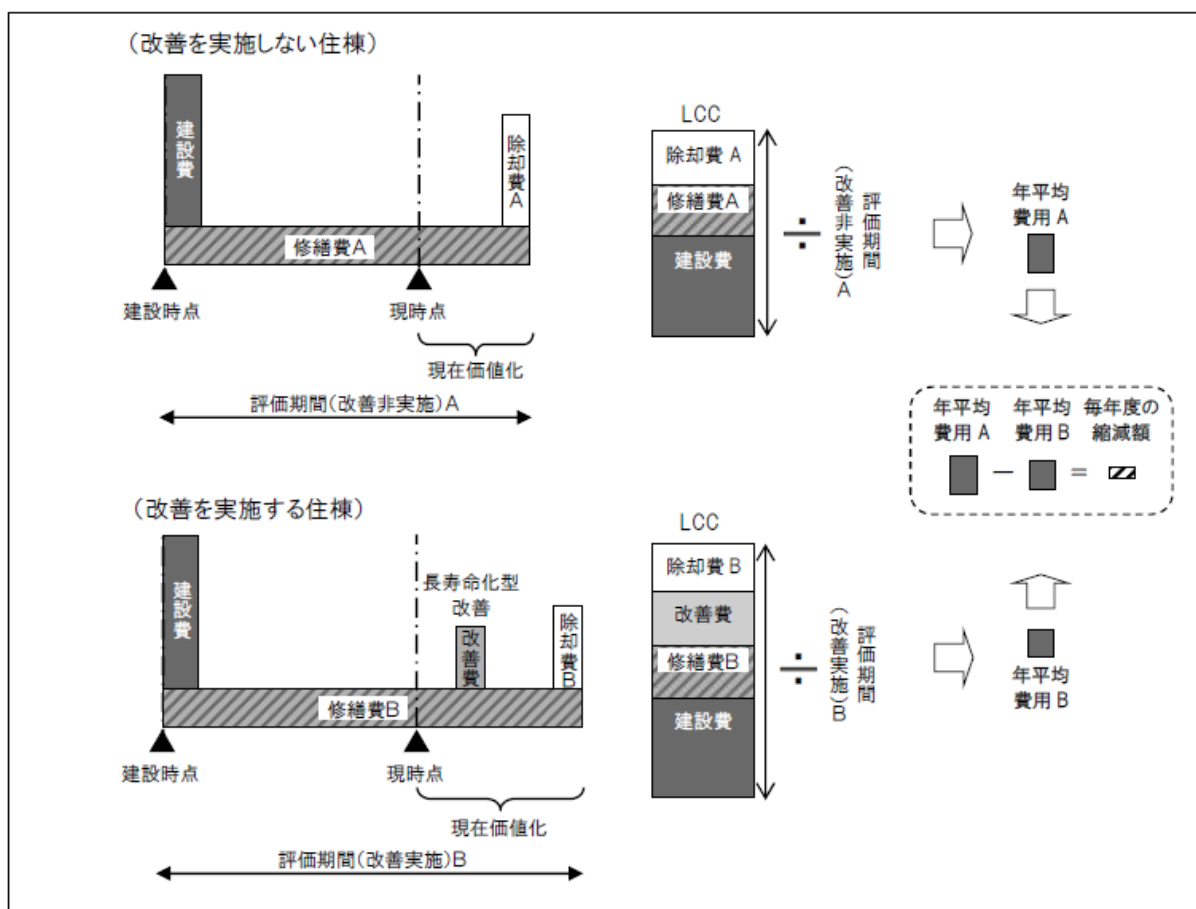 （改善を実施しない住棟）
建設費
除却費A
修繕費A
建設時点
現時点
現在価値化
評価期間（改善非実施）A
LCC
除却費 A
修繕費A
建設費
÷
評価期間
（改善非実施）A
年平均
費用 A
年平均
費用 A
－
年平均
費用 B
＝
毎年度の
縮減額
（改善を実施する住棟）
建設費
長寿命化型
改善
改善費
除却費B
修繕費B
建設時点
現時点
現在価値化
評価期間（改善実施）B
LCC
除却費 B
改善費
修繕費B
建設費
÷
評価期間
（改善実施）B
年平均
費用 B